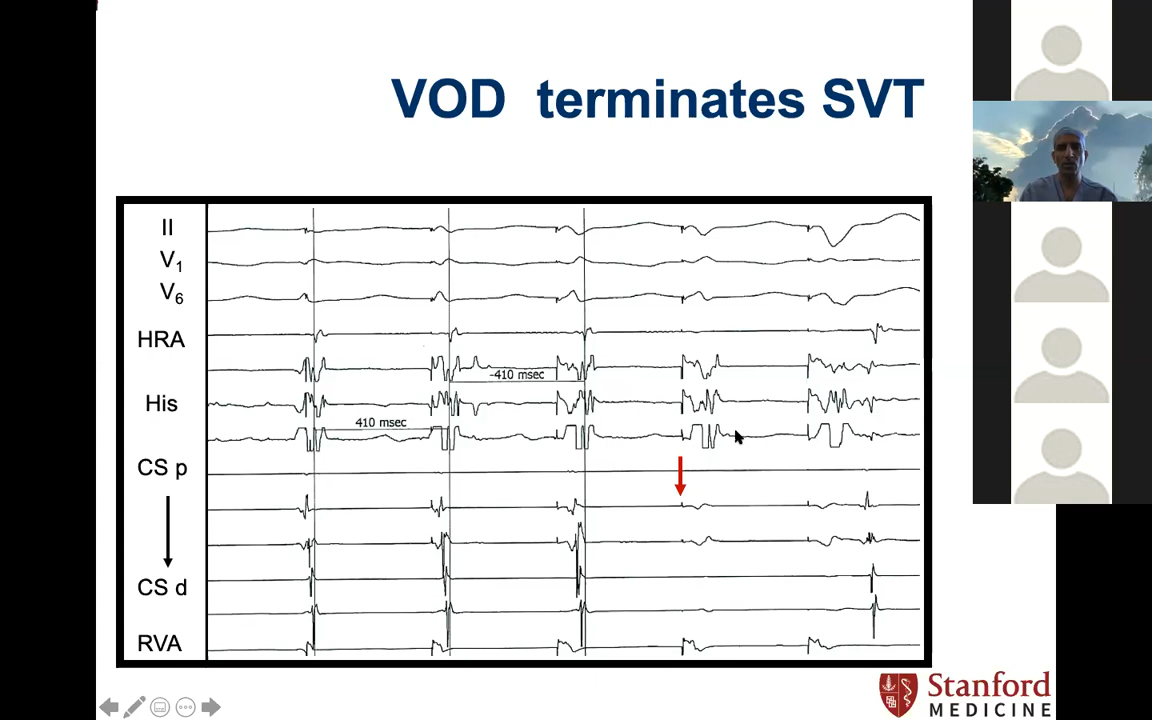 VOD terminates SVT
II
V1
V6
HRA
-410 msec
His
410 msec
CS p
CS d
RVA
Stanford
MEDICINE